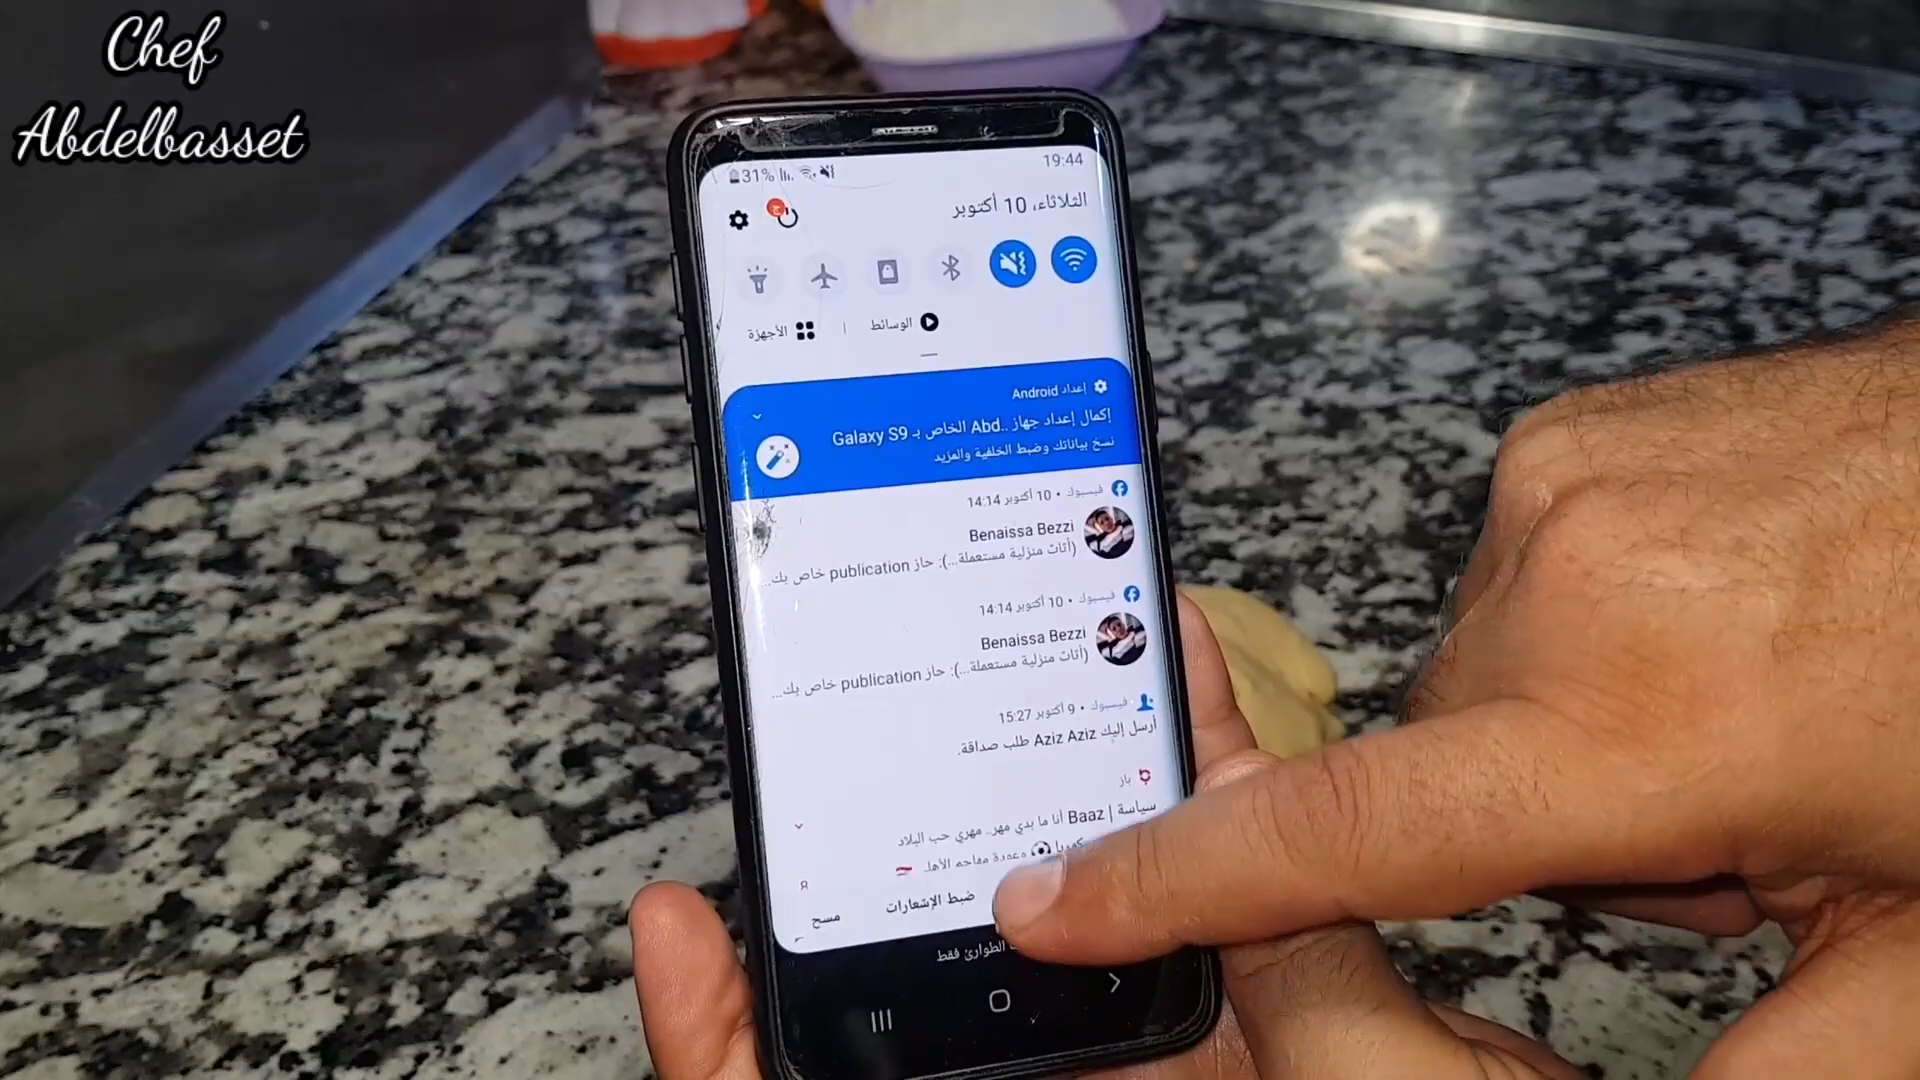 Chef
Abdelbasset
19:44
31%
الثلاثاء، 10 أكتوبر
ج
الوسائط | الأجهزة
إعداد Android
إكمال إعداد جهاز ..Abd الخاص بـ Galaxy S9
نسخ بياناتك وضبط الخلفية والمزيد
فيسبوك • 10 أكتوبر 14:14
Benaissa Bezzi
(أثاث منزلية مستعملة...): حاز publication خاص بك...
فيسبوك • 10 أكتوبر 14:14
Benaissa Bezzi
(أثاث منزلية مستعملة...): حاز publication خاص بك...
فيسبوك • 9 أكتوبر 15:27
أرسل إليك Aziz Aziz طلب صداقة.
باز
سياسة | Baaz أنا ما بدي مهر.. مهري حب البلاد
وعودة مهاجم الأهلي
ضبط الإشعارات
مسح
الطوارئ فقط